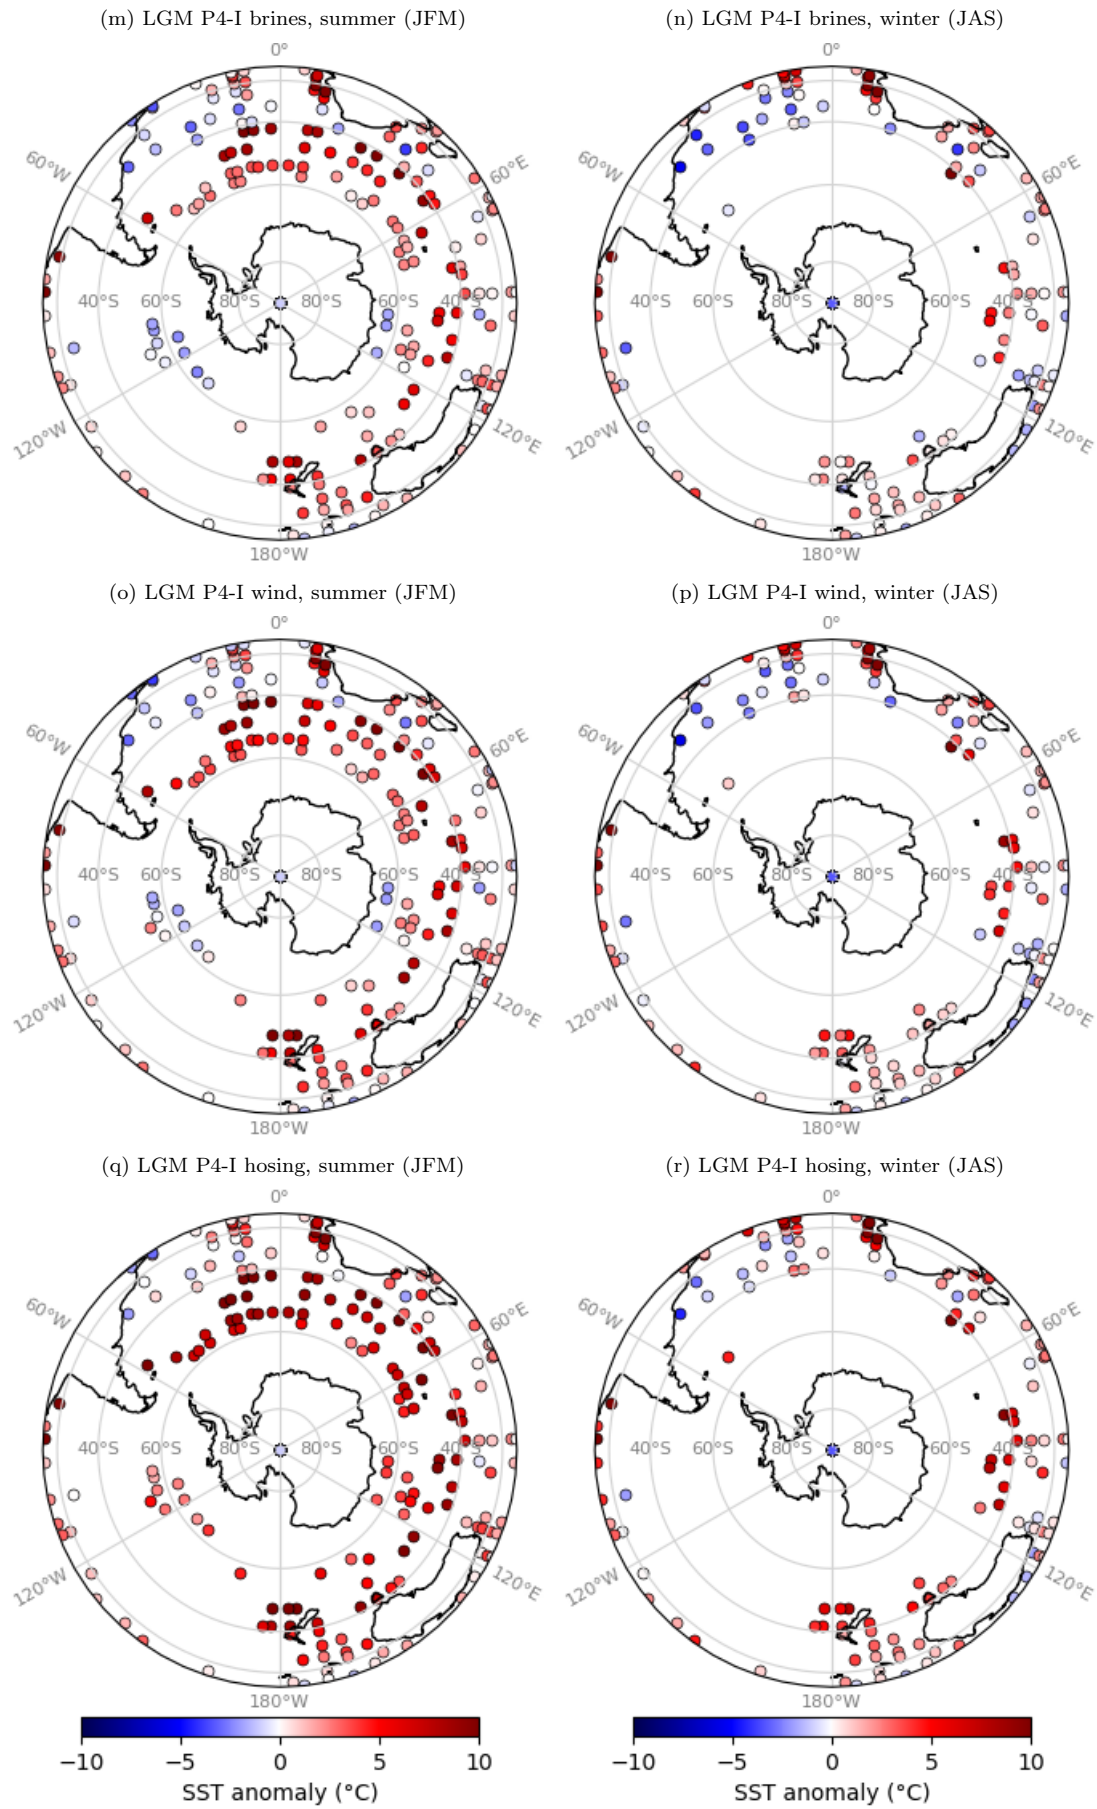 (m) LGM P4-I brines, summer (JFM)
(n) LGM P4-I brines, winter (JAS)
0°
0°
60°W
60°E
60°W
60°E
40°S 60°S 80°S 80°S 60°S 40°S
40°S 60°S 80°S 80°S 60°S 40°S
120°W
120°E
120°W
120°E
180°W
180°W
(o) LGM P4-I wind, summer (JFM)
(p) LGM P4-I wind, winter (JAS)
0°
0°
60°W
60°E
60°W
60°E
40°S 60°S 80°S 80°S 60°S 40°S
40°S 60°S 80°S 80°S 60°S 40°S
120°W
120°E
120°W
120°E
180°W
180°W
(q) LGM P4-I hosing, summer (JFM)
(r) LGM P4-I hosing, winter (JAS)
0°
0°
60°W
60°E
60°W
60°E
40°S 60°S 80°S 80°S 60°S 40°S
40°S 60°S 80°S 80°S 60°S 40°S
120°W
120°E
120°W
120°E
180°W
180°W
−10 −5 0 5 10
−10 −5 0 5 10
SST anomaly (°C)
SST anomaly (°C)